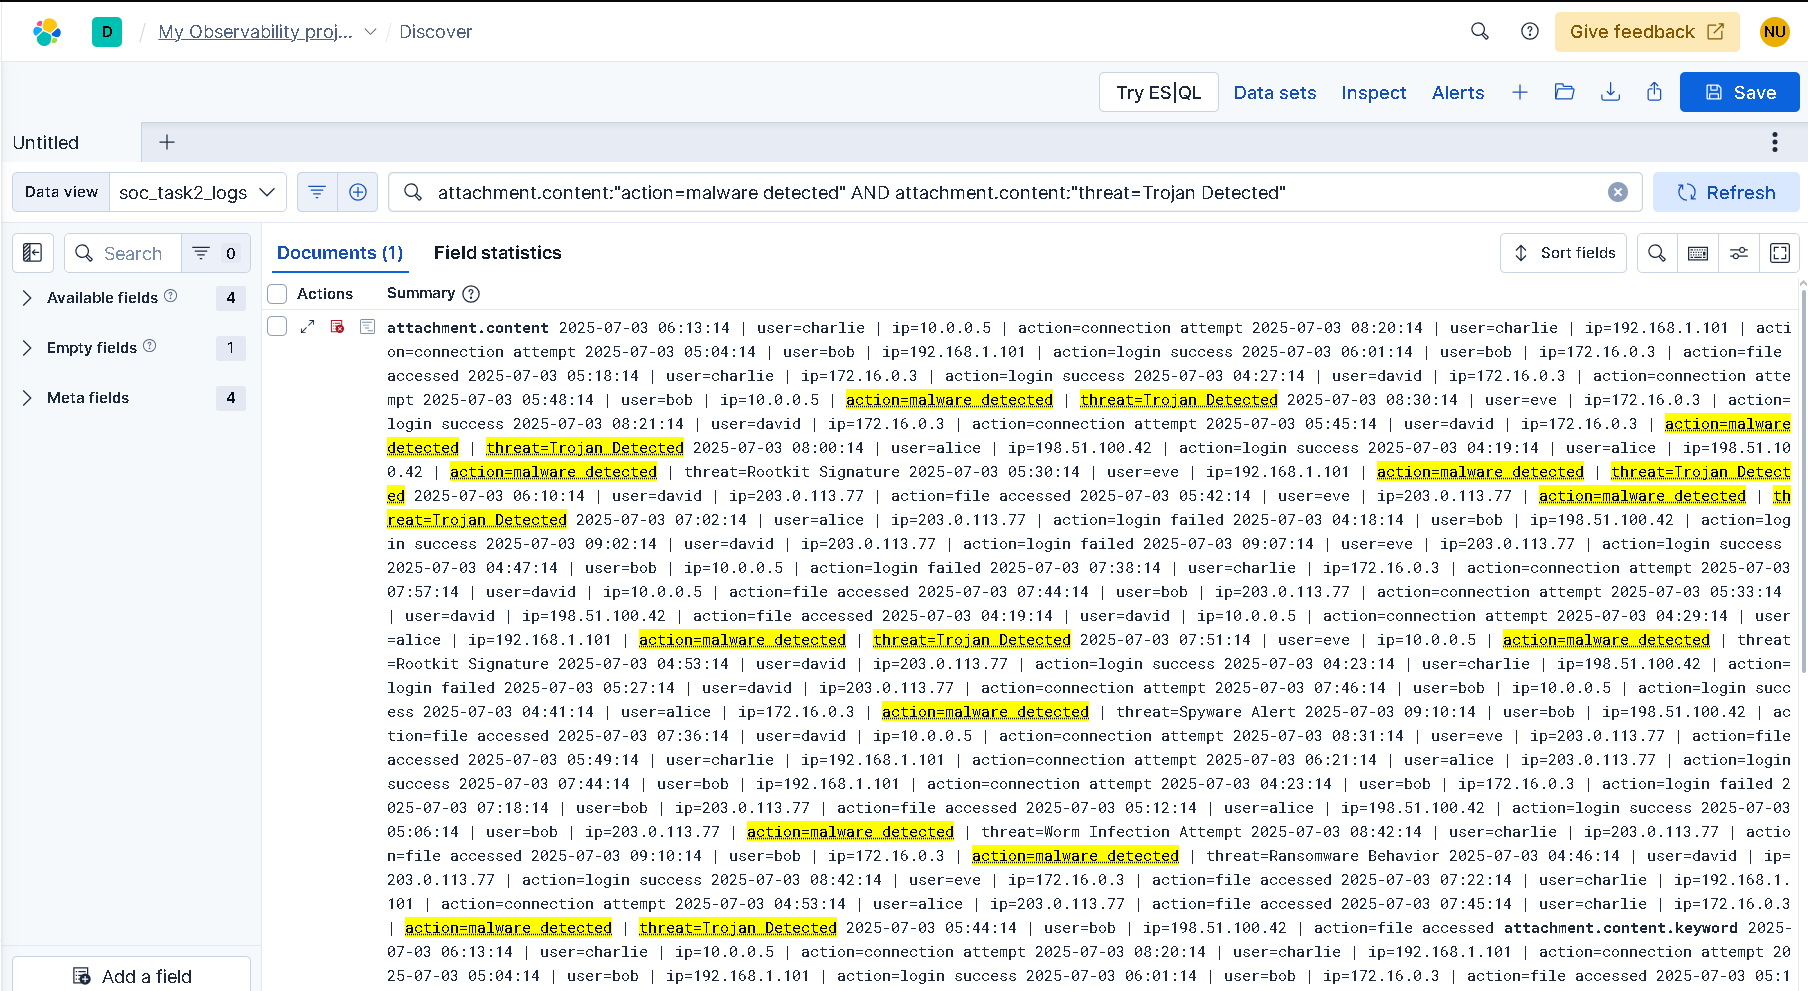 D / My Observability proj... / Discover Give feedback NU
Try ES|QL Data sets Inspect Alerts Save
Untitled
Data view soc_task2_logs attachment.content:"action=malware detected" AND attachment.content:"threat=Trojan Detected" Refresh
Search 0 Documents (1) Field statistics Sort fields
Actions Summary
Available fields 4
Empty fields 1
Meta fields 4
attachment.content 2025-07-03 06:13:14 | user=charlie | ip=10.0.0.5 | action=connection attempt 2025-07-03 08:20:14 | user=charlie | ip=192.168.1.101 | acti
on=connection attempt 2025-07-03 05:04:14 | user=bob | ip=192.168.1.101 | action=login success 2025-07-03 06:01:14 | user=bob | ip=172.16.0.3 | action=file
accessed 2025-07-03 05:18:14 | user=charlie | ip=172.16.0.3 | action=login success 2025-07-03 04:27:14 | user=david | ip=172.16.0.3 | action=connection atte
mpt 2025-07-03 05:48:14 | user=bob | ip=10.0.0.5 | action=malware detected | threat=Trojan Detected 2025-07-03 08:30:14 | user=eve | ip=172.16.0.3 | action=
login success 2025-07-03 08:21:14 | user=david | ip=172.16.0.3 | action=connection attempt 2025-07-03 05:45:14 | user=david | ip=172.16.0.3 | action=malware
detected | threat=Trojan Detected 2025-07-03 08:00:14 | user=alice | ip=198.51.100.42 | action=login success 2025-07-03 04:19:14 | user=alice | ip=198.51.10
0.42 | action=malware detected | threat=Rootkit Signature 2025-07-03 05:30:14 | user=eve | ip=192.168.1.101 | action=malware detected | threat=Trojan Detect
ed 2025-07-03 06:10:14 | user=david | ip=203.0.113.77 | action=file accessed 2025-07-03 05:42:14 | user=eve | ip=203.0.113.77 | action=malware detected | th
reat=Trojan Detected 2025-07-03 07:02:14 | user=alice | ip=203.0.113.77 | action=login failed 2025-07-03 04:18:14 | user=bob | ip=198.51.100.42 | action=log
in success 2025-07-03 09:02:14 | user=david | ip=203.0.113.77 | action=login failed 2025-07-03 09:07:14 | user=eve | ip=203.0.113.77 | action=login success
2025-07-03 04:47:14 | user=bob | ip=10.0.0.5 | action=login failed 2025-07-03 07:38:14 | user=charlie | ip=172.16.0.3 | action=connection attempt 2025-07-03
07:57:14 | user=david | ip=10.0.0.5 | action=file accessed 2025-07-03 07:44:14 | user=bob | ip=203.0.113.77 | action=connection attempt 2025-07-03 05:33:14
| user=david | ip=198.51.100.42 | action=file accessed 2025-07-03 04:19:14 | user=david | ip=10.0.0.5 | action=connection attempt 2025-07-03 04:29:14 | user
=alice | ip=192.168.1.101 | action=malware detected | threat=Trojan Detected 2025-07-03 07:51:14 | user=eve | ip=10.0.0.5 | action=malware detected | threat
=Rootkit Signature 2025-07-03 04:53:14 | user=david | ip=203.0.113.77 | action=login success 2025-07-03 04:23:14 | user=charlie | ip=198.51.100.42 | action=
login failed 2025-07-03 05:27:14 | user=david | ip=203.0.113.77 | action=connection attempt 2025-07-03 07:46:14 | user=bob | ip=10.0.0.5 | action=login succ
ess 2025-07-03 04:41:14 | user=alice | ip=172.16.0.3 | action=malware detected | threat=Spyware Alert 2025-07-03 09:10:14 | user=bob | ip=198.51.100.42 | ac
tion=file accessed 2025-07-03 07:36:14 | user=david | ip=10.0.0.5 | action=connection attempt 2025-07-03 08:31:14 | user=eve | ip=203.0.113.77 | action=file
accessed 2025-07-03 05:49:14 | user=charlie | ip=192.168.1.101 | action=connection attempt 2025-07-03 06:21:14 | user=alice | ip=203.0.113.77 | action=login
success 2025-07-03 07:44:14 | user=bob | ip=192.168.1.101 | action=connection attempt 2025-07-03 04:23:14 | user=bob | ip=172.16.0.3 | action=login failed 2
025-07-03 07:18:14 | user=bob | ip=203.0.113.77 | action=file accessed 2025-07-03 05:12:14 | user=alice | ip=198.51.100.42 | action=login success 2025-07-03
05:06:14 | user=bob | ip=203.0.113.77 | action=malware detected | threat=Worm Infection Attempt 2025-07-03 08:42:14 | user=charlie | ip=203.0.113.77 | actio
n=file accessed 2025-07-03 09:10:14 | user=bob | ip=172.16.0.3 | action=malware detected | threat=Ransomware Behavior 2025-07-03 04:46:14 | user=david | ip=
203.0.113.77 | action=login success 2025-07-03 08:42:14 | user=eve | ip=172.16.0.3 | action=file accessed 2025-07-03 07:22:14 | user=charlie | ip=192.168.1.
101 | action=connection attempt 2025-07-03 04:53:14 | user=alice | ip=203.0.113.77 | action=file accessed 2025-07-03 07:45:14 | user=charlie | ip=172.16.0.3
| action=malware detected | threat=Trojan Detected 2025-07-03 05:44:14 | user=bob | ip=198.51.100.42 | action=file accessed attachment.content.keyword 2025-
07-03 06:13:14 | user=charlie | ip=10.0.0.5 | action=connection attempt 2025-07-03 08:20:14 | user=charlie | ip=192.168.1.101 | action=connection attempt 20
25-07-03 05:04:14 | user=bob | ip=192.168.1.101 | action=login success 2025-07-03 06:01:14 | user=bob | ip=172.16.0.3 | action=file accessed 2025-07-03 05:1
Add a field